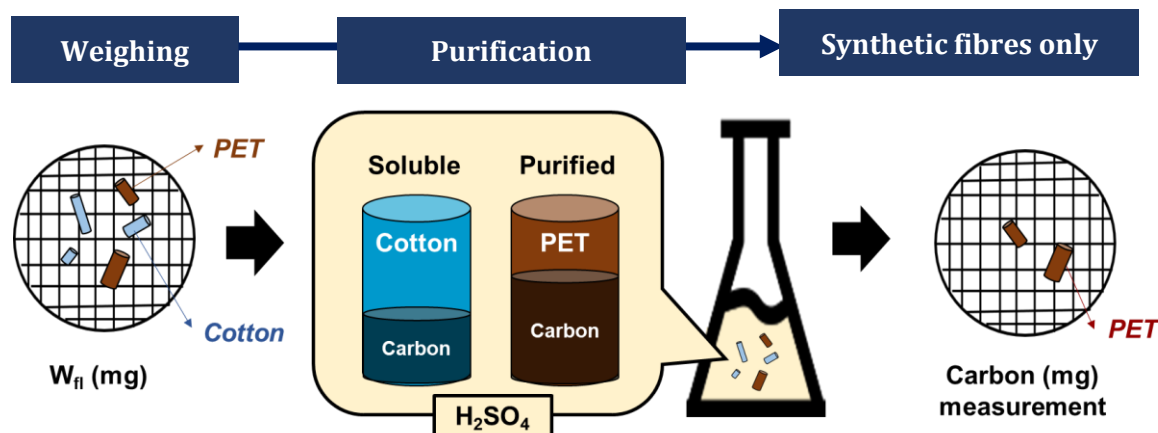 Weighing
Purification
Synthetic fibres only
PET
Cotton
W_fl (mg)
Soluble
Purified
Cotton
PET
Carbon
Carbon
H₂SO₄
PET
Carbon (mg)
measurement